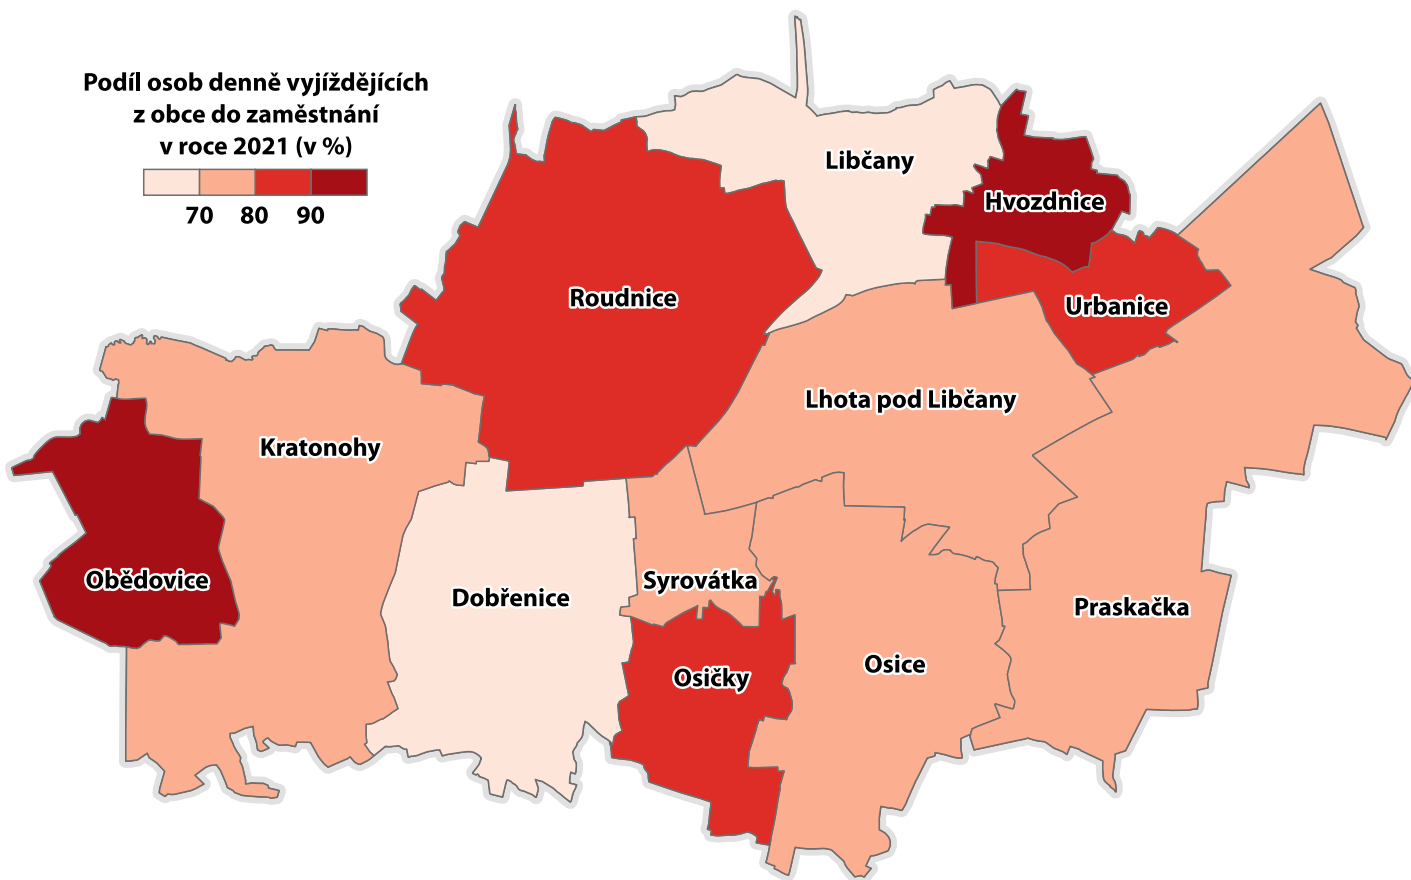 Podíl osob denně vyjíždějících
z obce do zaměstnání
v roce 2021 (v %)
70 80 90
Libčany
Hvozdnice
Roudnice
Urbanice
Lhota pod Libčany
Kratonohy
Obědovice
Dobřenice
Syrovátka
Praskačka
Osice
Osičky